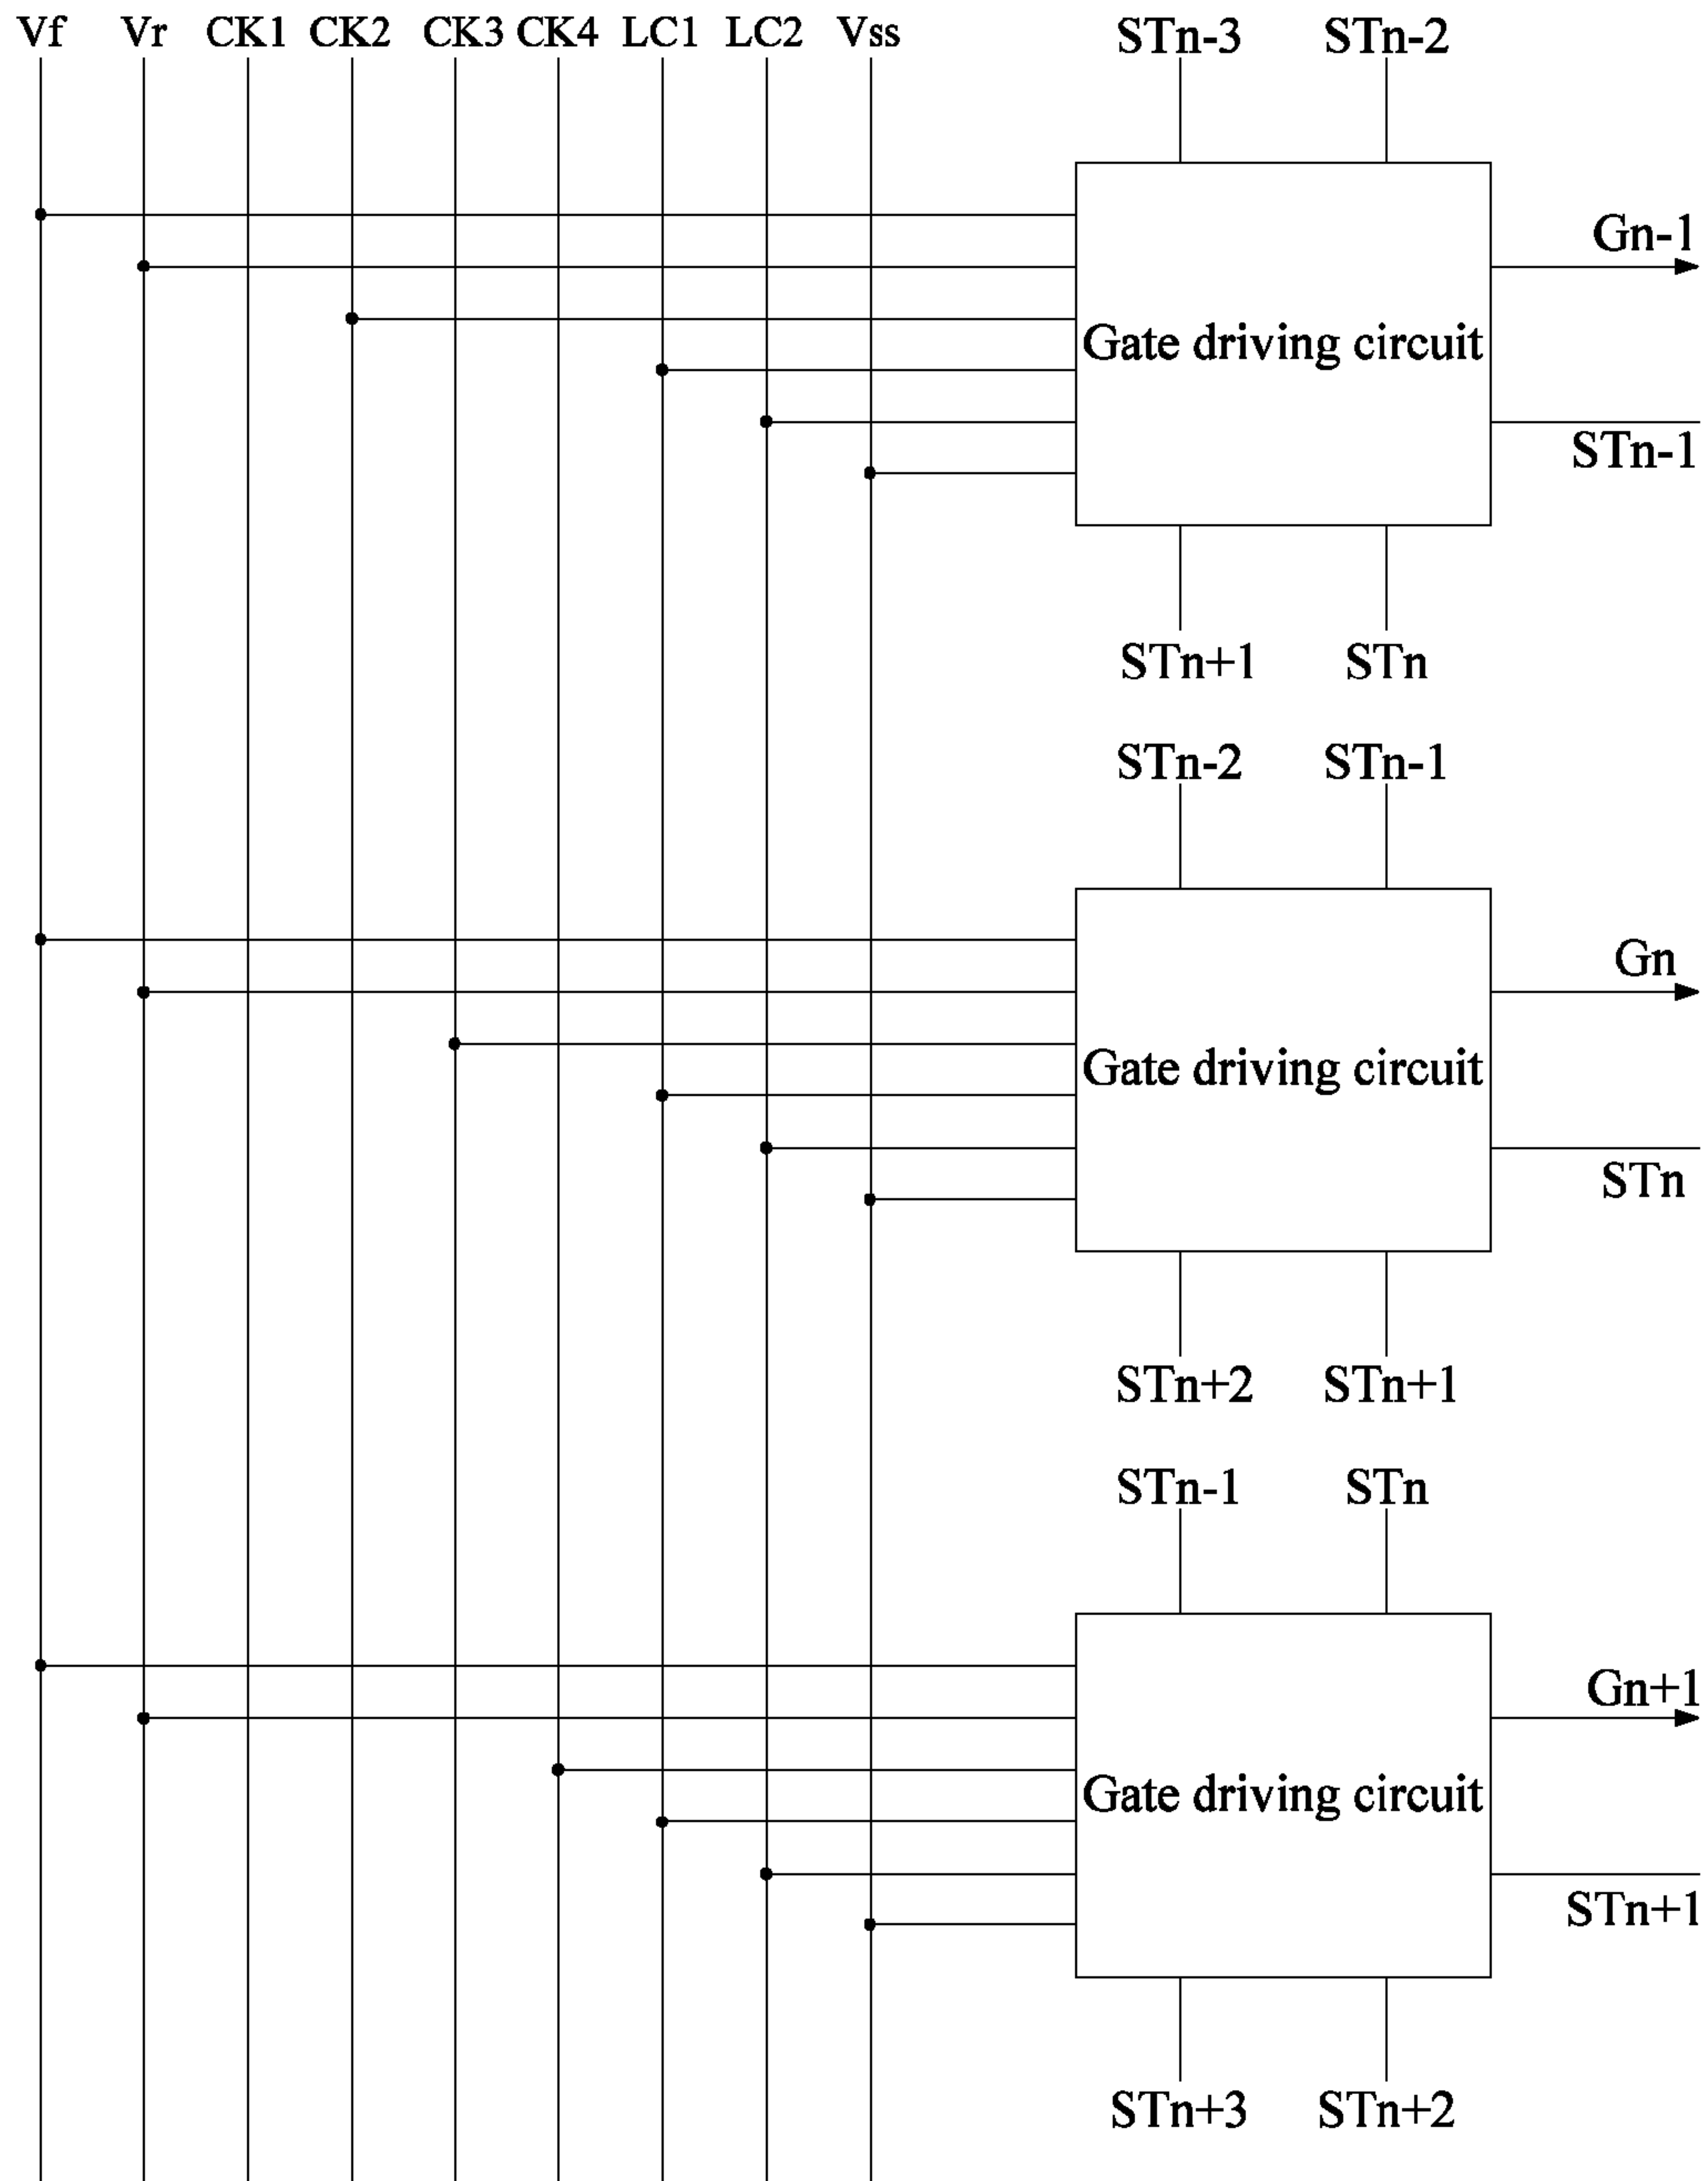 Vf Vr CK1 CK2 CK3 CK4 LC1 LC2 Vss STn-3 STn-2
Gn-1
Gate driving circuit
STn-1
STn+1 STn
STn-2 STn-1
Gn
Gate driving circuit
STn
STn+2 STn+1
STn-1 STn
Gn+1
Gate driving circuit
STn+1
STn+3 STn+2